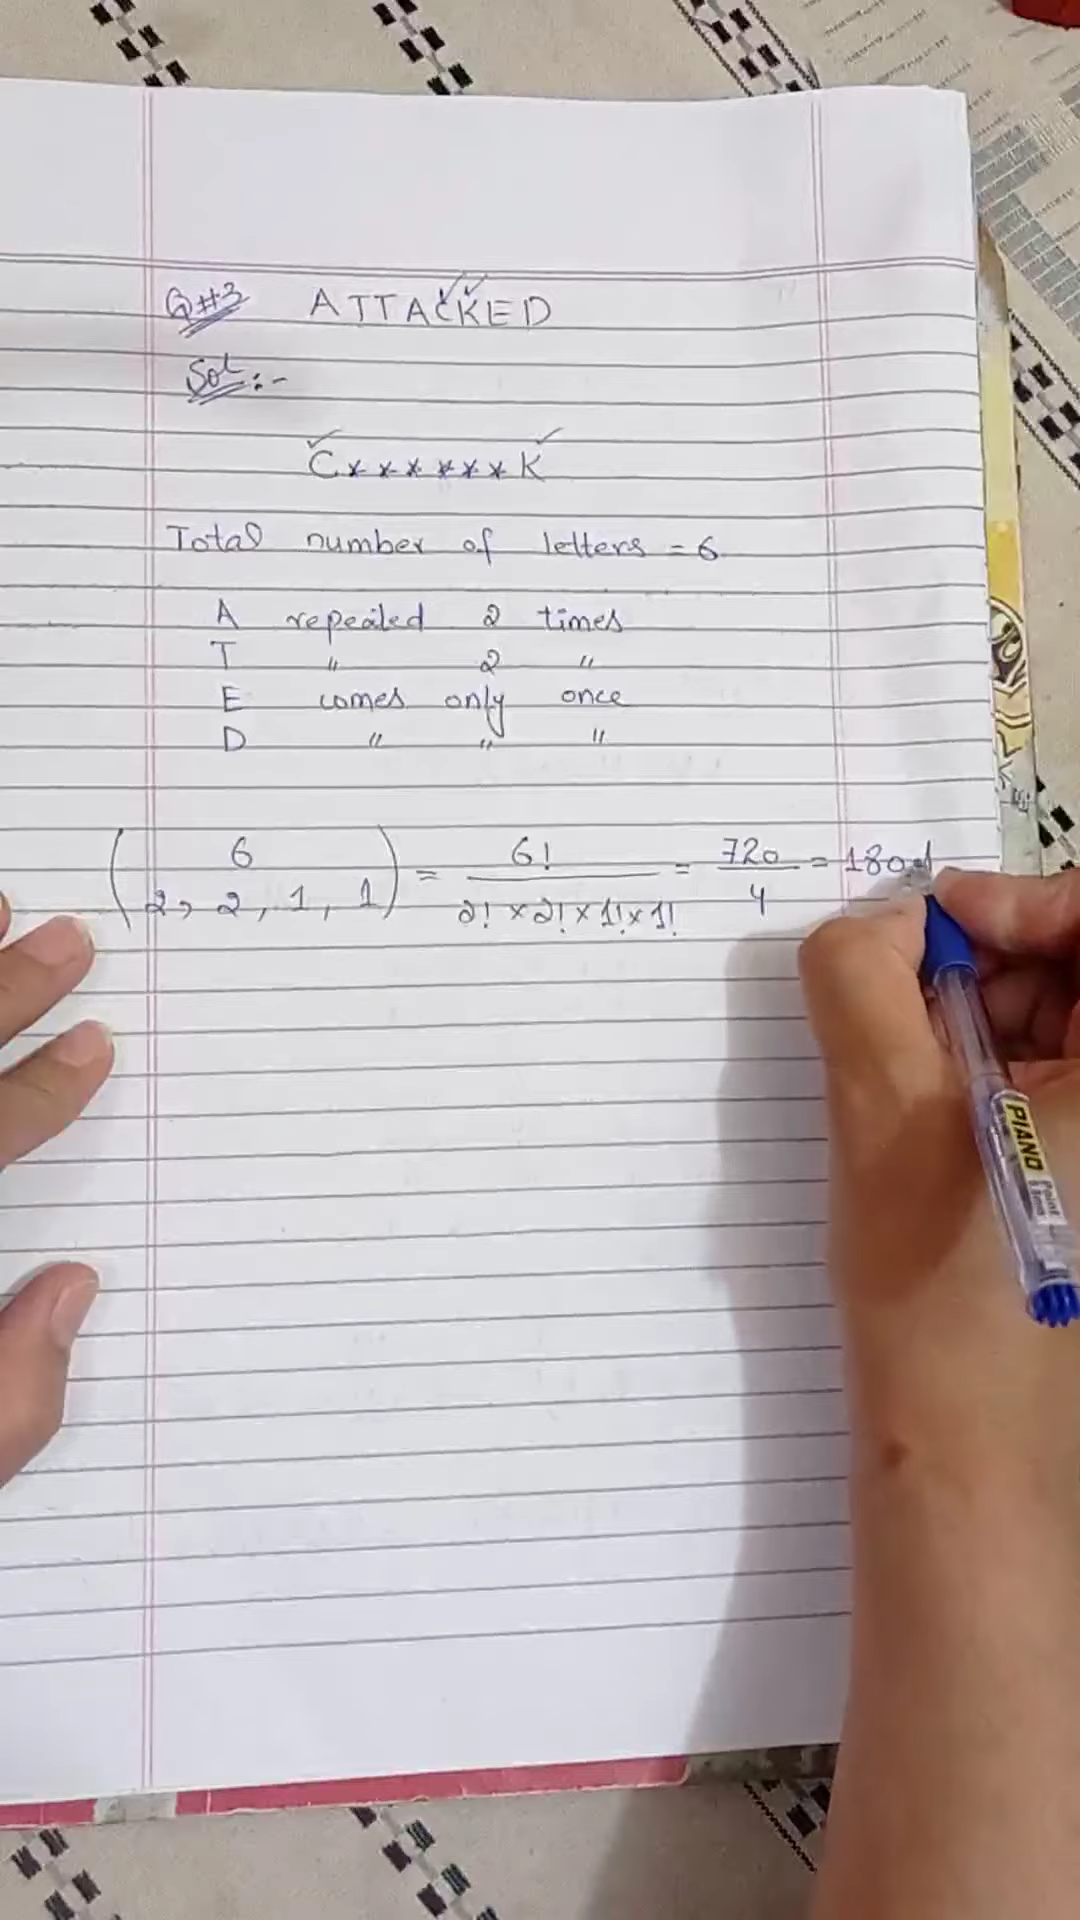 Q#3 ATTACKED
Sol:-
C******K
Total number of letters = 6
A repeated 2 times
T " 2 "
E comes only once
D " " "
(6 / 2, 2, 1, 1) = 6! / 2! × 2! × 1! × 1! = 720 / 4 = 180
PIANO
Point